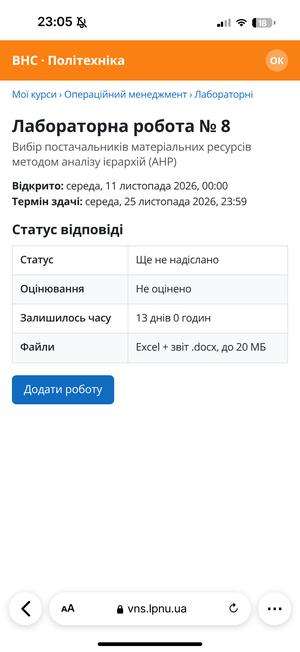 23:05
18
ВНС · Політехніка
ОК
Мої курси › Операційний менеджмент › Лабораторні
Лабораторна робота № 8
Вибір постачальників матеріальних ресурсів
методом аналізу ієрархій (АНР)
Відкрито: середа, 11 листопада 2026, 00:00
Термін здачі: середа, 25 листопада 2026, 23:59
Статус відповіді
Статус Ще не надіслано
Оцінювання Не оцінено
Залишилось часу 13 днів 0 годин
Файли Excel + звіт .docx, до 20 МБ
Додати роботу
AA vns.lpnu.ua